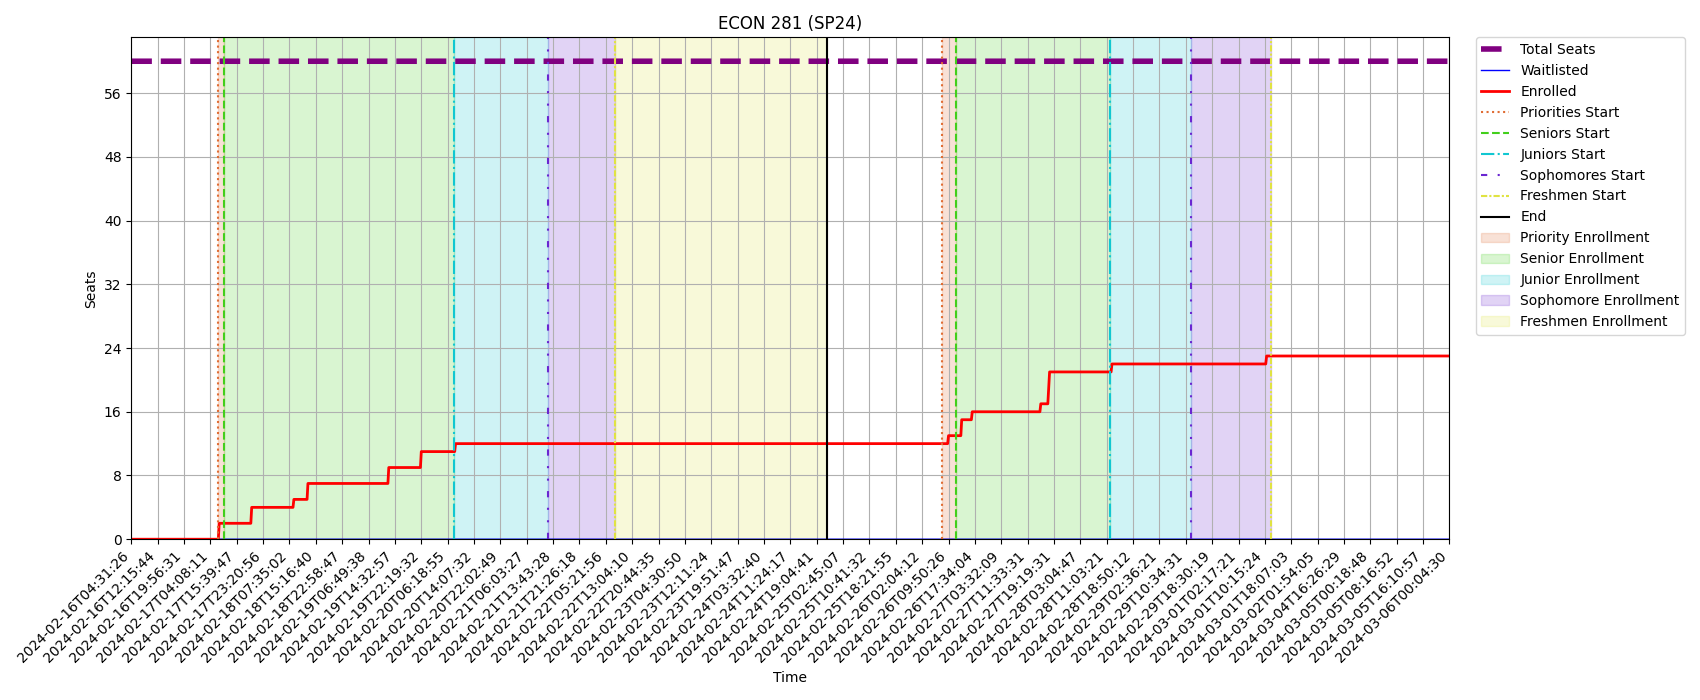 ECON 281 (SP24)
Seats
56
48
40
32
24
16
8
0
2024-02-16T04:31:26
2024-02-16T12:15:44
2024-02-16T19:56:31
2024-02-17T04:08:11
2024-02-17T15:39:47
2024-02-17T23:20:56
2024-02-18T07:35:02
2024-02-18T15:16:40
2024-02-18T22:58:47
2024-02-19T06:49:38
2024-02-19T14:32:57
2024-02-19T22:19:32
2024-02-20T06:18:55
2024-02-20T14:07:32
2024-02-20T22:02:49
2024-02-21T06:03:27
2024-02-21T13:43:28
2024-02-21T21:26:18
2024-02-22T05:21:56
2024-02-22T13:04:10
2024-02-22T20:44:35
2024-02-23T04:30:50
2024-02-23T12:11:24
2024-02-23T19:51:47
2024-02-24T03:32:40
2024-02-24T11:24:17
2024-02-24T19:04:41
2024-02-25T02:45:07
2024-02-25T10:41:32
2024-02-25T18:21:55
2024-02-26T02:04:12
2024-02-26T09:50:26
2024-02-26T17:34:04
2024-02-27T03:32:09
2024-02-27T11:33:31
2024-02-27T19:19:31
2024-02-28T03:04:47
2024-02-28T11:03:21
2024-02-28T18:50:12
2024-02-29T02:36:21
2024-02-29T10:34:31
2024-02-29T18:30:19
2024-03-01T02:17:21
2024-03-01T10:15:24
2024-03-01T18:07:03
2024-03-02T01:54:05
2024-03-04T16:26:29
2024-03-05T00:18:48
2024-03-05T08:16:52
2024-03-05T16:10:57
2024-03-06T00:04:30
Time
Total Seats
Waitlisted
Enrolled
Priorities Start
Seniors Start
Juniors Start
Sophomores Start
Freshmen Start
End
Priority Enrollment
Senior Enrollment
Junior Enrollment
Sophomore Enrollment
Freshmen Enrollment